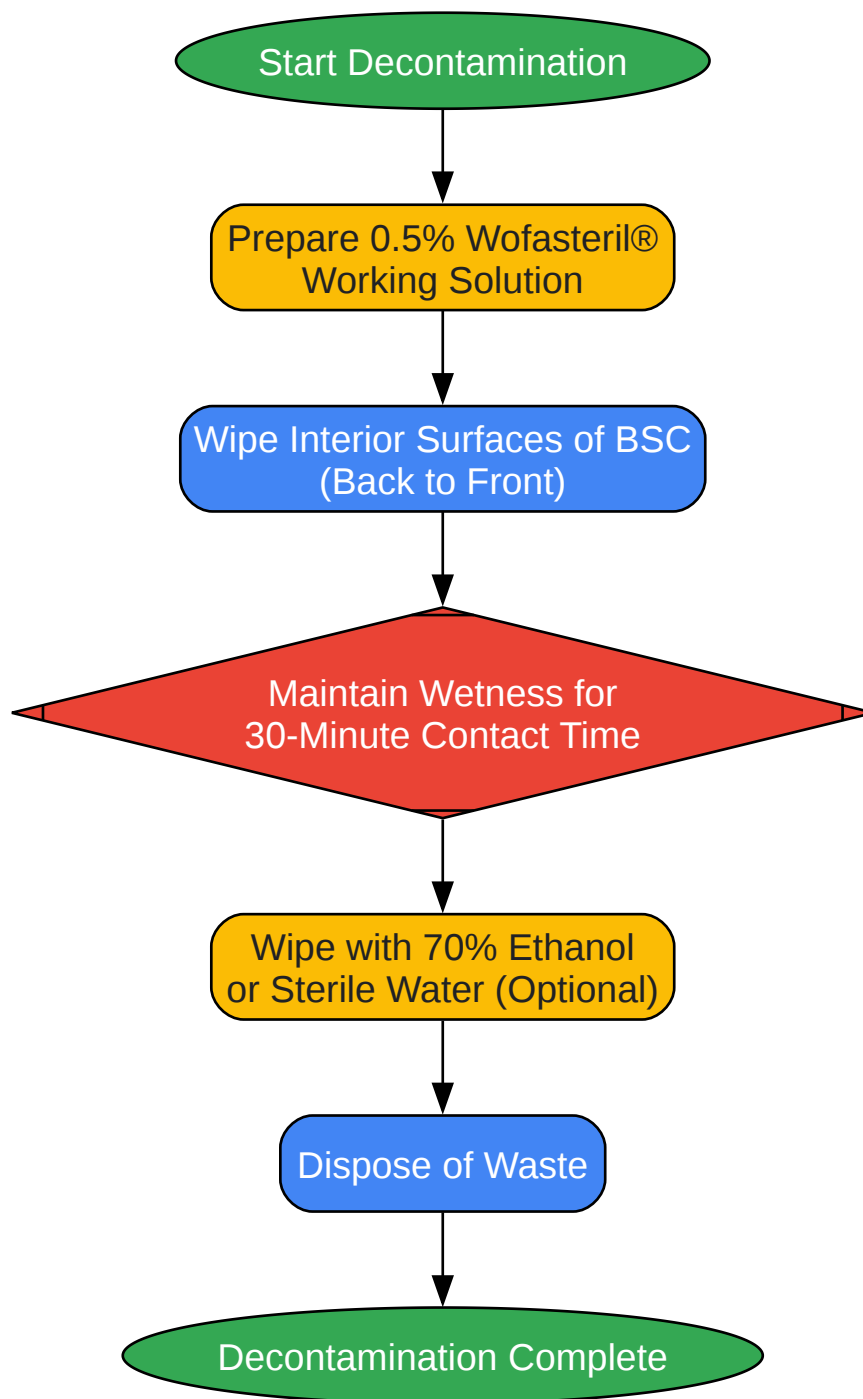 Start Decontamination
Prepare 0.5% Wofasteril®
Working Solution
Wipe Interior Surfaces of BSC
(Back to Front)
Maintain Wetness for
30-Minute Contact Time
Wipe with 70% Ethanol
or Sterile Water (Optional)
Dispose of Waste
Decontamination Complete